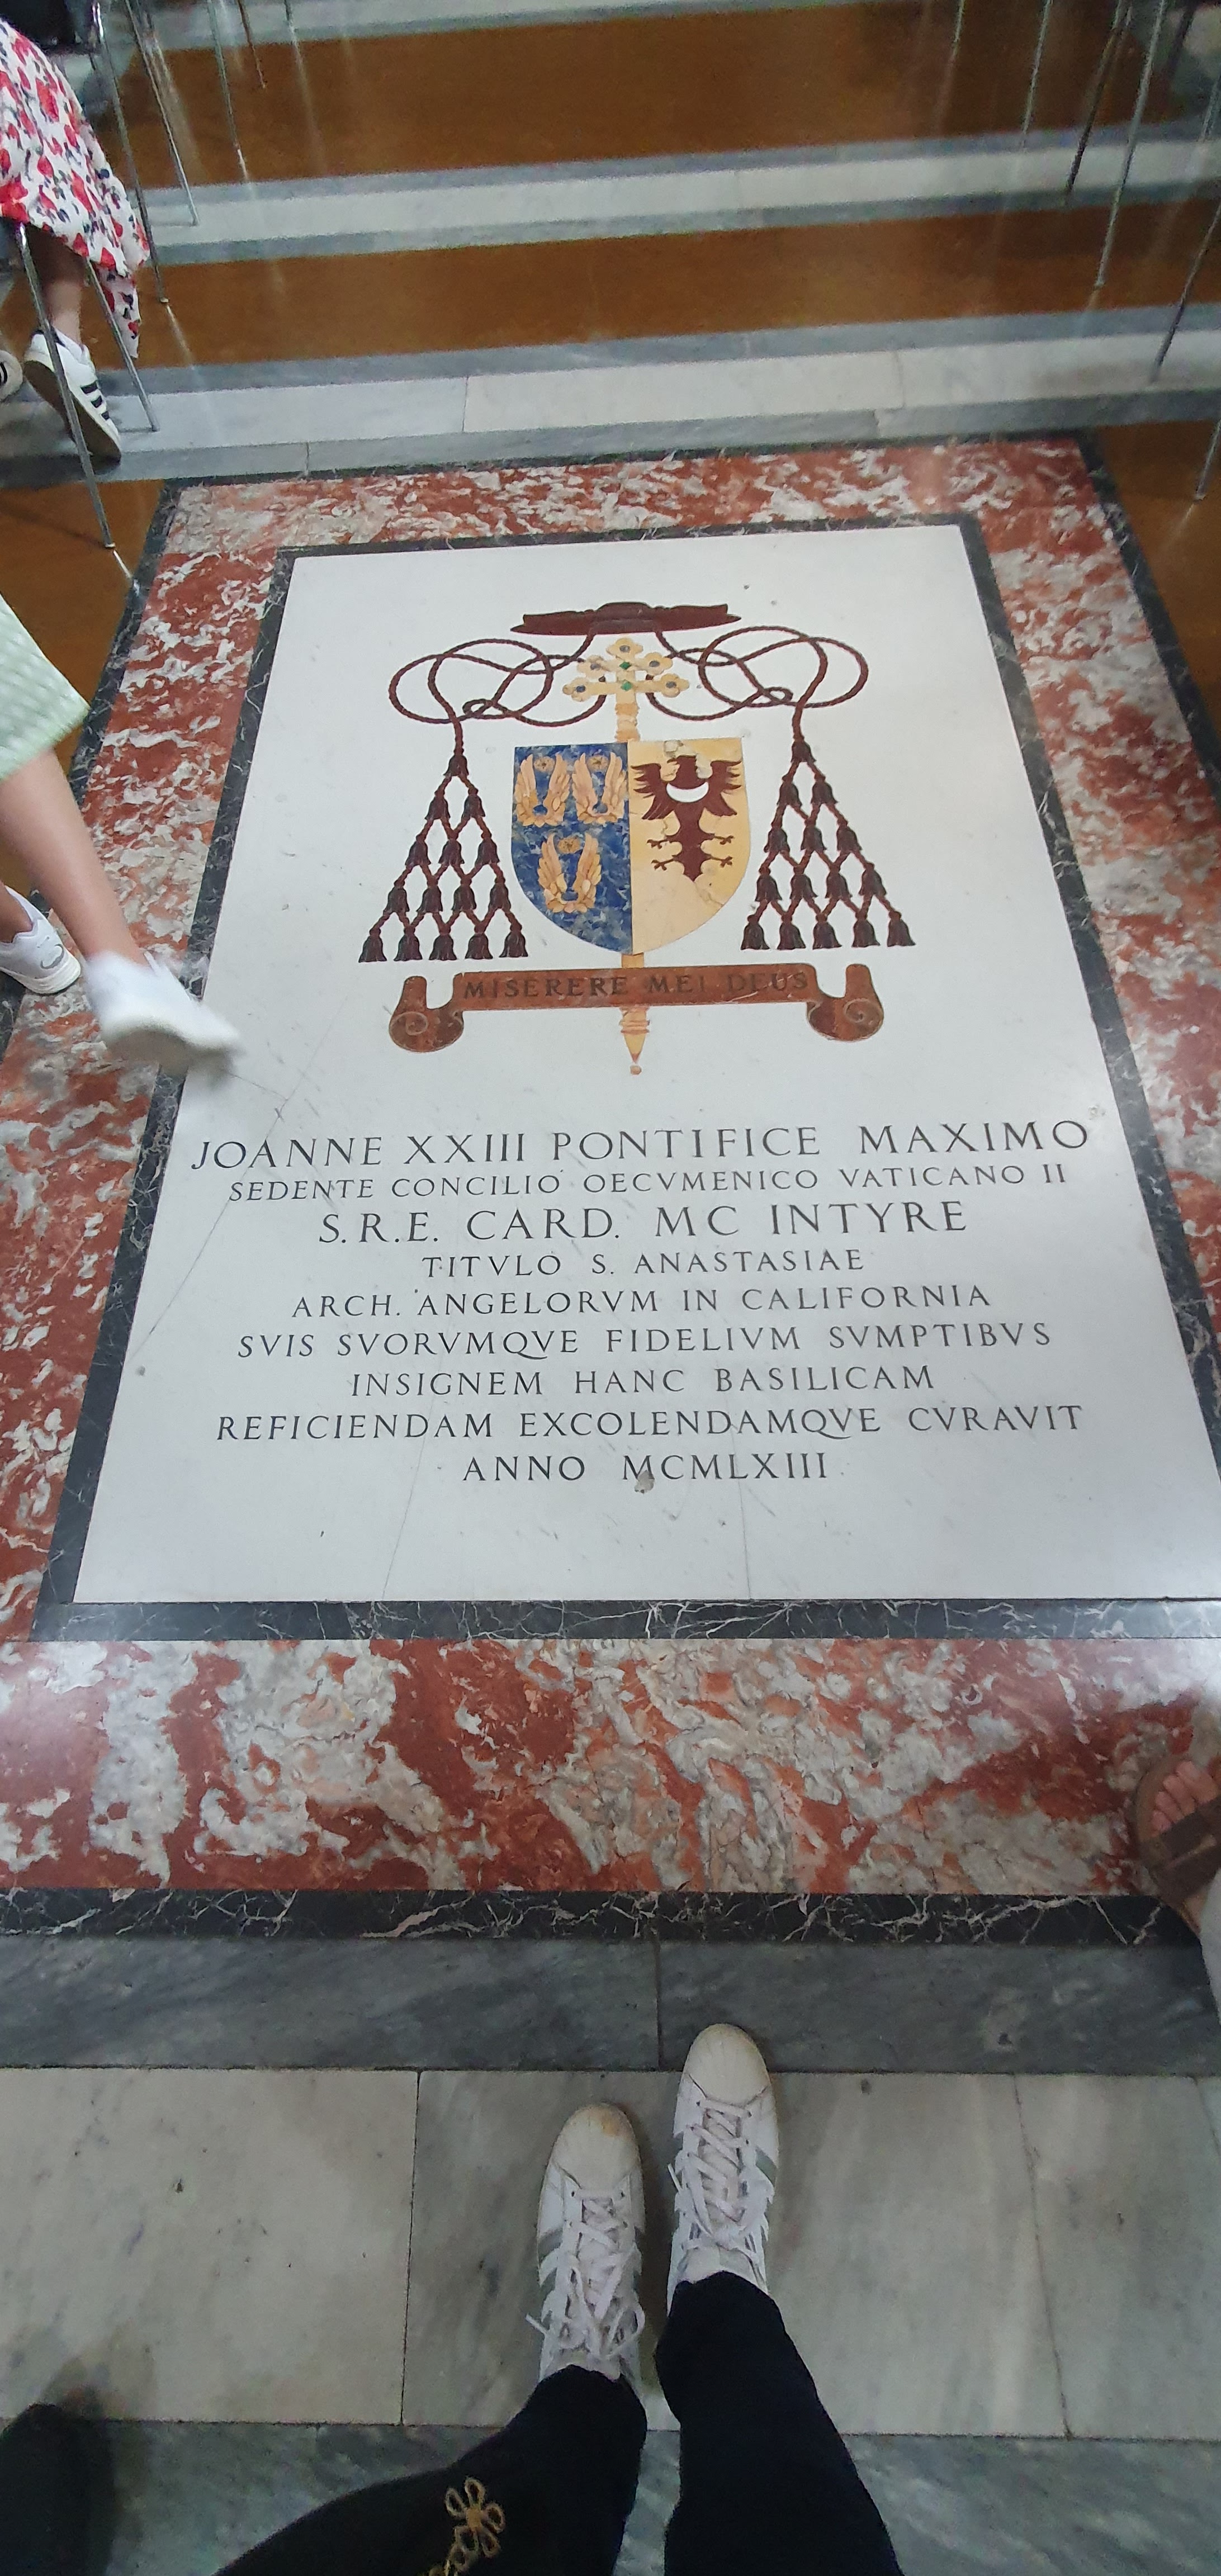 MISERERE MEI DEUS
JOANNE XXIII PONTIFICE MAXIMO
SEDENTE CONCILIO OECVMENICO VATICANO II
S.R.E. CARD. MC INTYRE
TITVLO S. ANASTASIAE
ARCH. ANGELORVM IN CALIFORNIA
SVIS SVORVMQVE FIDELIVM SVMPTIBVS
INSIGNEM HANC BASILICAM
REFICIENDAM EXCOLENDAMQVE CVRAVIT
ANNO MCMLXIII